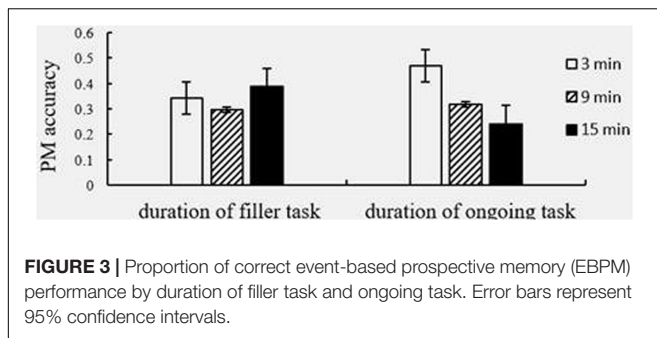 0.6
0.5
0.4
0.3
0.2
0.1
0
PM accuracy
3 min
9 min
15 min
duration of filler task duration of ongoing task
FIGURE 3 | Proportion of correct event-based prospective memory (EBPM)
performance by duration of filler task and ongoing task. Error bars represent
95% confidence intervals.